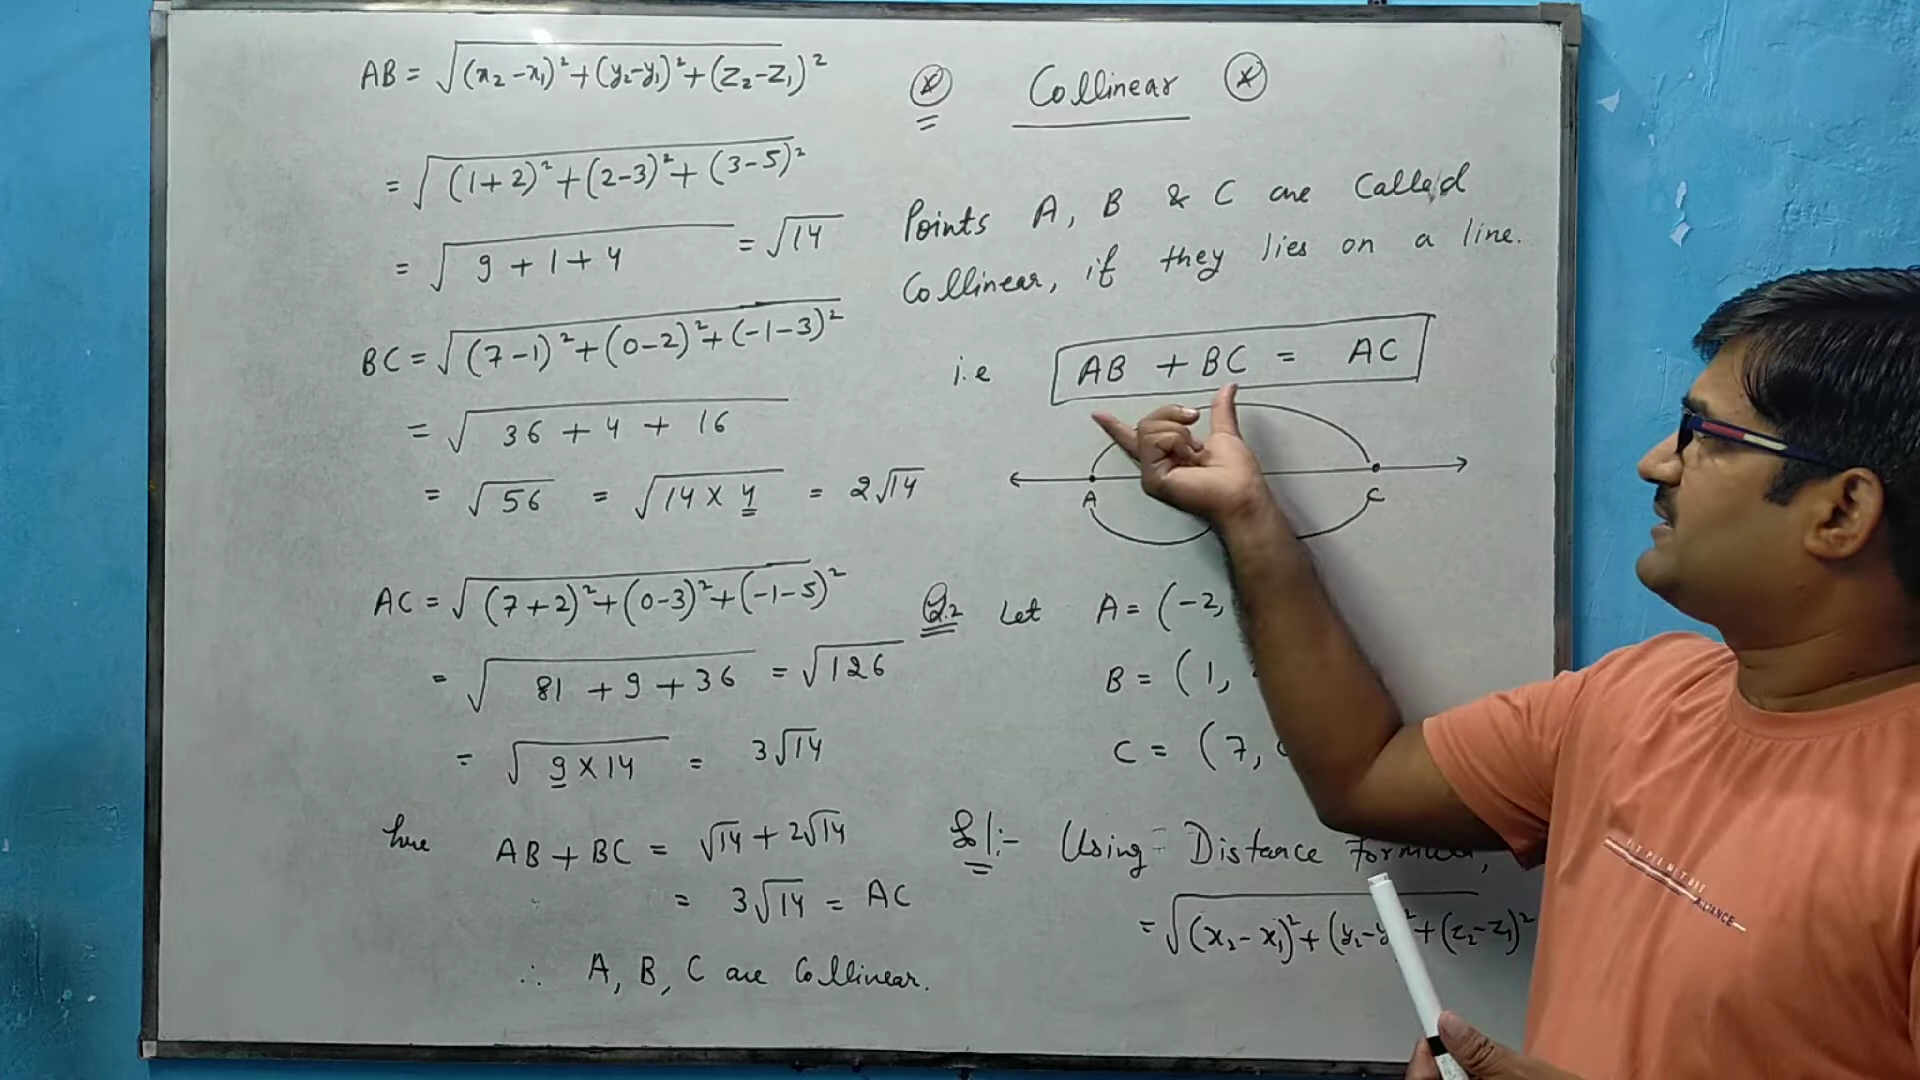 AB = √(x₂-x₁)²+(y₂-y₁)²+(z₂-z₁)²
= √(1+2)²+(2-3)²+(3-5)²
= √9+1+4 = √14
BC = √(7-1)²+(0-2)²+(-1-3)²
= √36+4+16
= √56 = √14×4 = 2√14
AC = √(7+2)²+(0-3)²+(-1-5)²
= √81+9+36 = √126
= √9×14 = 3√14
here AB+BC = √14+2√14
= 3√14 = AC
∴ A, B, C are Collinear.
Collinear
Points A, B & C are Called
Collinear, if they lies on a line.
i.e AB + BC = AC
A C
Q.2 Let A = (-2,
B = (1,
C = (7,
Sol:- Using Distance Formula,
= √(x₂-x₁)²+(y₂-y)²+(z₂-z₁)²
ALLIANCE